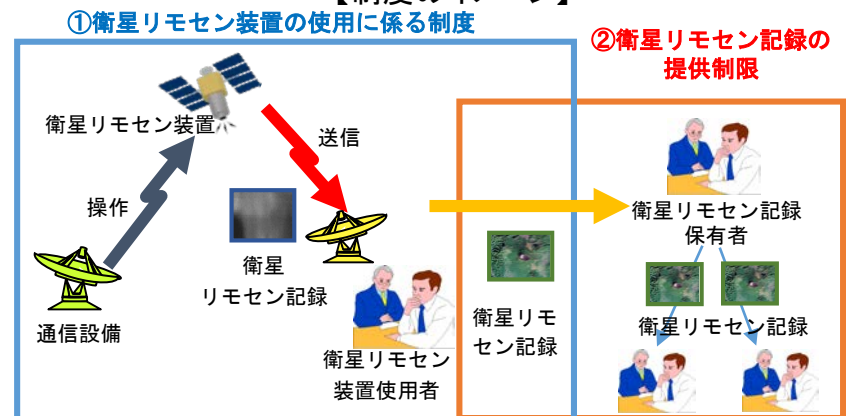 ①衛星リモセン装置の使用に係る制度
②衛星リモセン記録の
提供制限
衛星リモセン装置
送信
操作
衛星
リモセン記録
通信設備
衛星リモセン
装置使用者
衛星リモ
セン記録
衛星リモセン記録
保有者
衛星リモセン記録